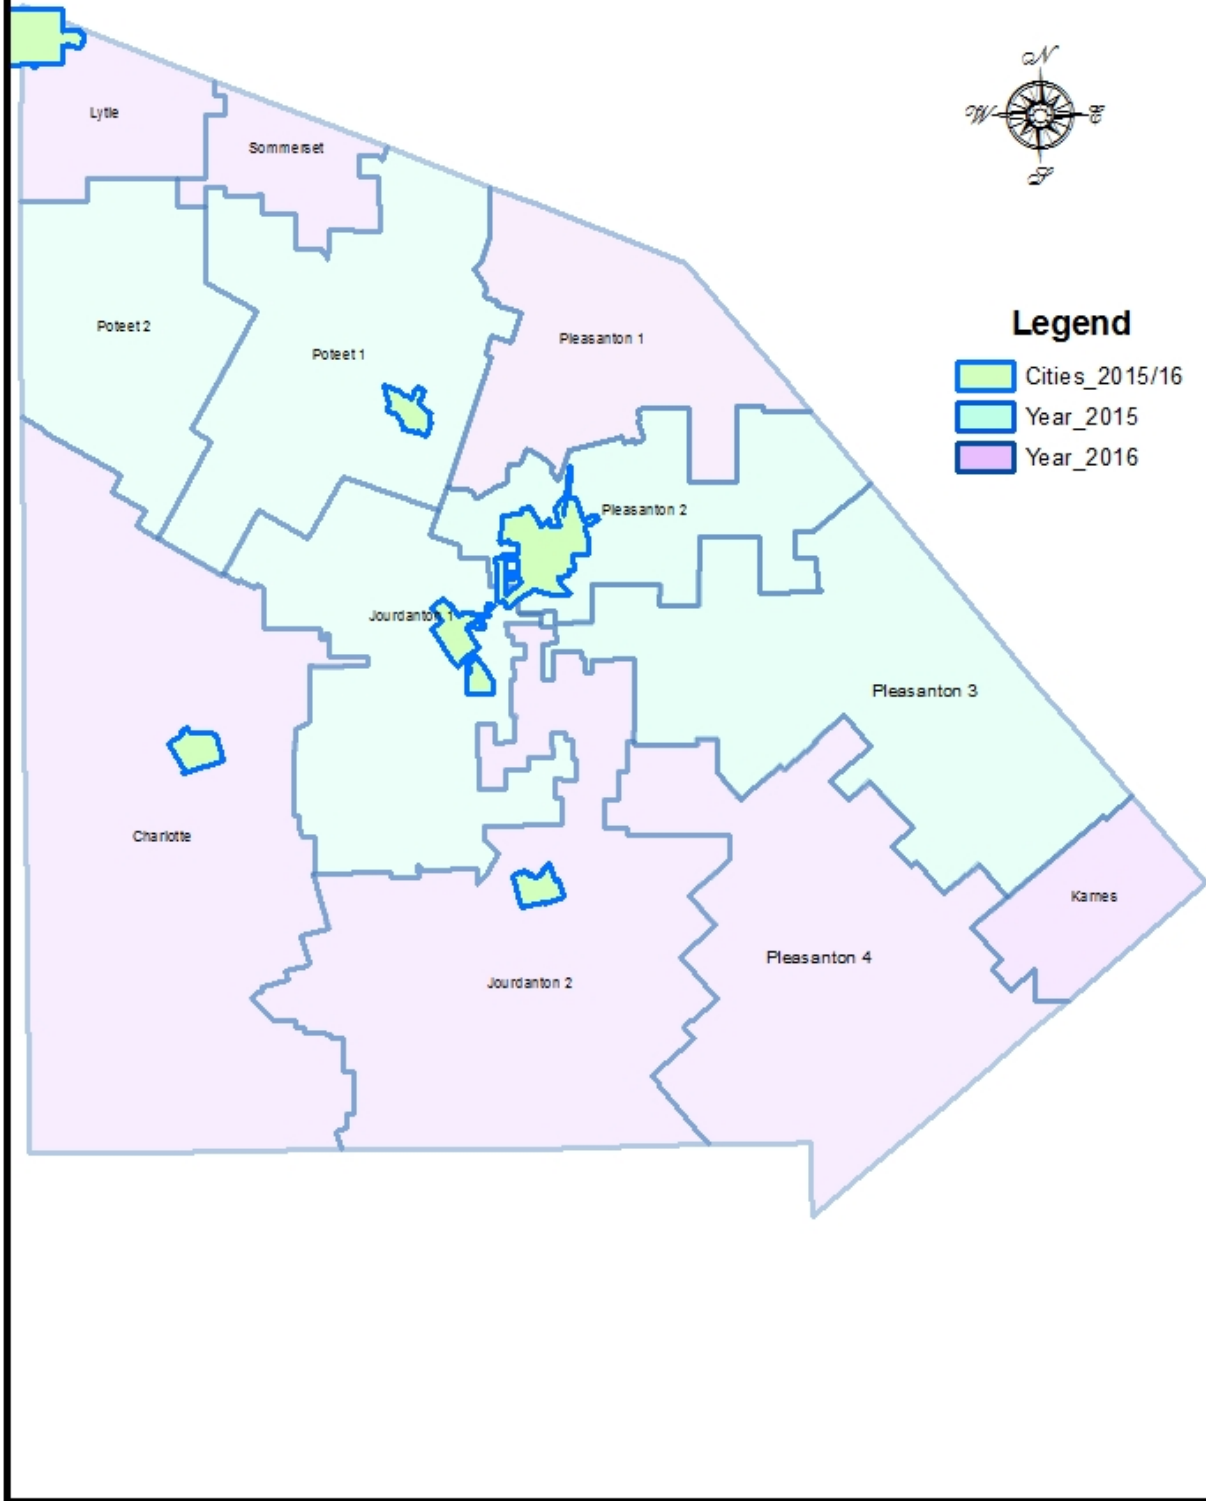 N
W E
S
Lytle
Sommerset
Legend
Poteet 2
Poteet 1
Pleasanton 1
Cities_2015/16
Year_2015
Year_2016
Pleasanton 2
Jourdanton 1
Pleasanton 3
Charlotte
Karnes
Pleasanton 4
Jourdanton 2